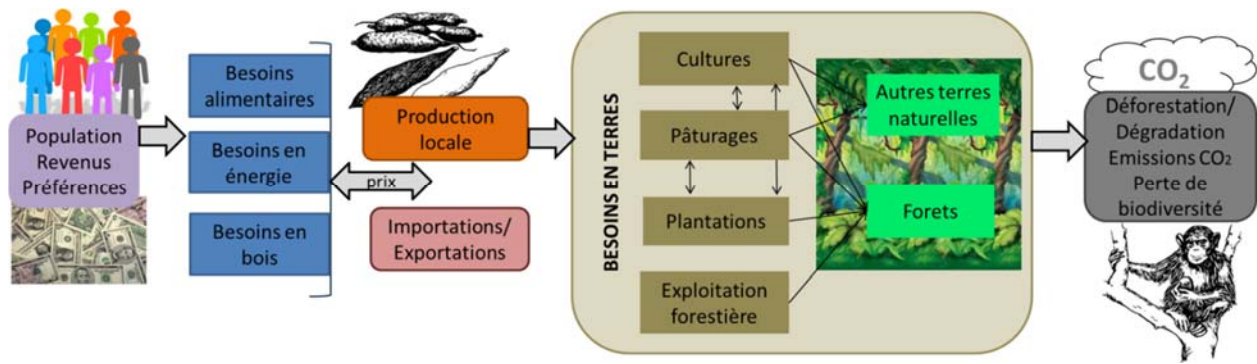 Population
Revenus
Préférences
Besoins
alimentaires
Besoins en
énergie
Besoins en
bois
prix
Production
locale
Importations/
Exportations
BESOINS EN TERRES
Cultures
Pâturages
Plantations
Exploitation
forestière
Autres terres
naturelles
Forets
CO₂
Déforestation/
Dégradation
Emissions CO₂
Perte de
biodiversité